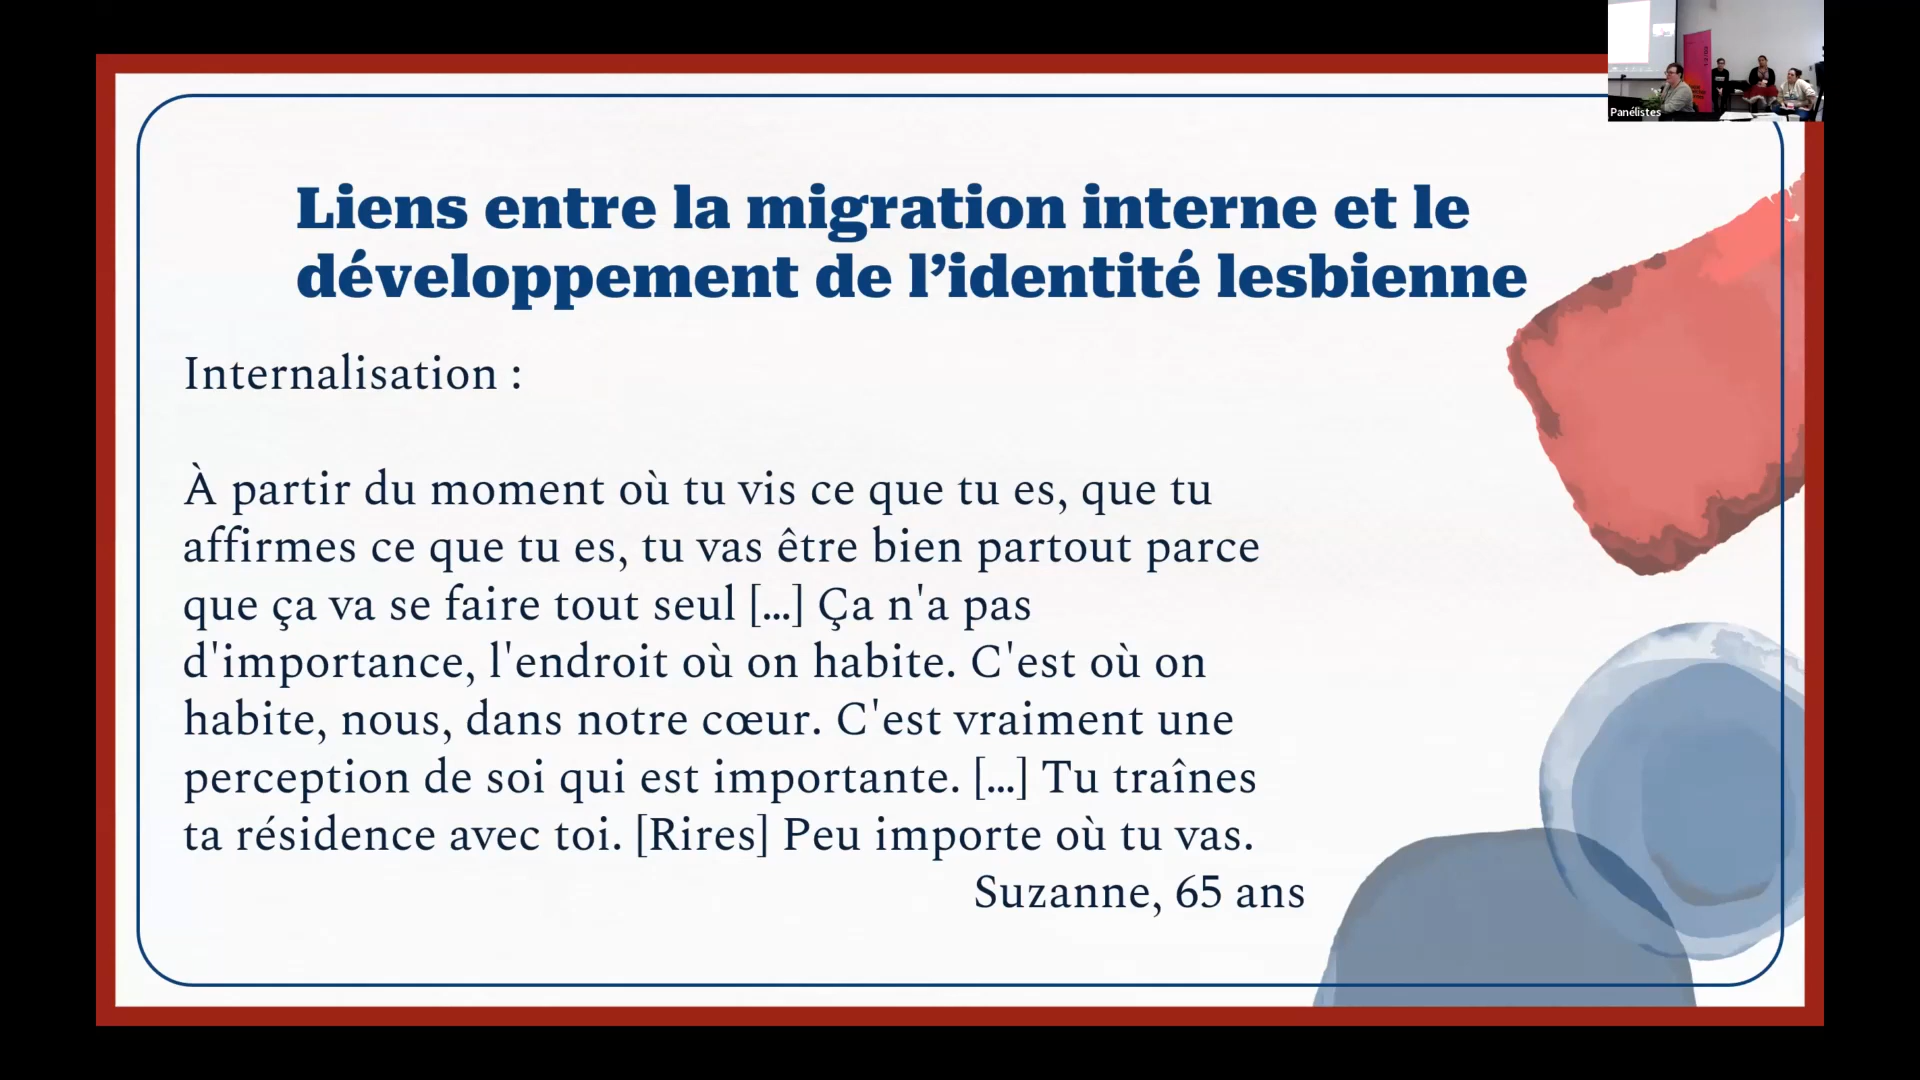 Panélistes
Liens entre la migration interne et le
développement de l’identité lesbienne
Internalisation :
À partir du moment où tu vis ce que tu es, que tu
affirmes ce que tu es, tu vas être bien partout parce
que ça va se faire tout seul [...] Ça n'a pas
d'importance, l'endroit où on habite. C'est où on
habite, nous, dans notre cœur. C'est vraiment une
perception de soi qui est importante. [...] Tu traînes
ta résidence avec toi. [Rires] Peu importe où tu vas.
Suzanne, 65 ans